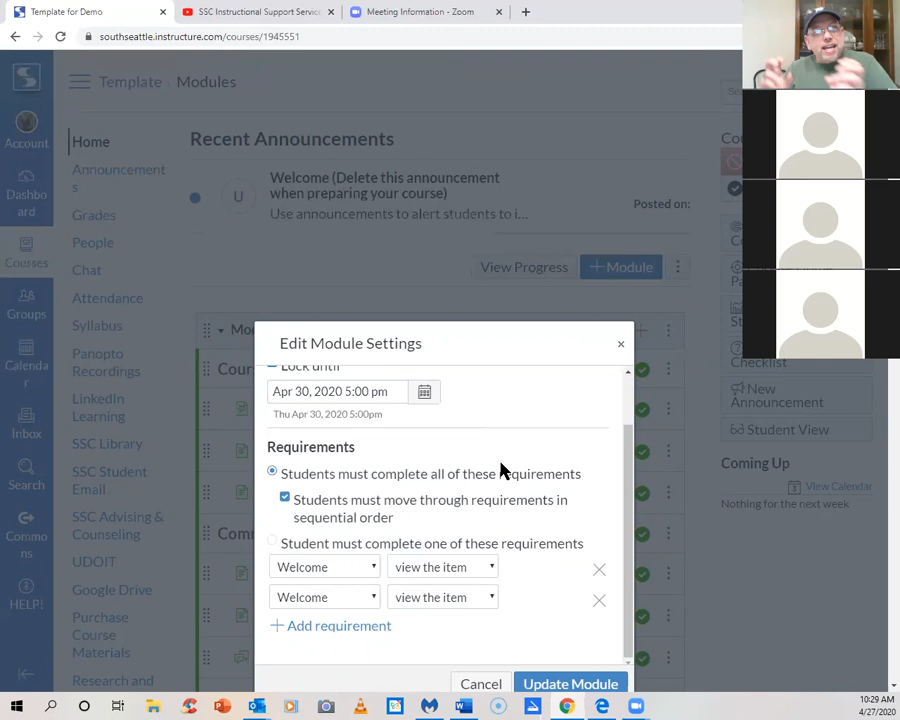 Template for Demo
SSC Instructional Support Service
Meeting Information - Zoom
southseattle.instructure.com/courses/1945551
Template
Modules
Account
Dashbo
ard
Courses
Groups
Calenda
r
Inbox
Search
Commo
ns
HELP!
Home
Announcement
s
Grades
People
Chat
Attendance
Syllabus
Panopto
Recordings
LinkedIn
Learning
SSC Library
SSC Student
Email
SSC Advising &
Counseling
UDOIT
Google Drive
Purchase
Course
Materials
Research and
Recent Announcements
U
Welcome (Delete this announcement
when preparing your course)
Use announcements to alert students to i...
Posted on:
View Progress
+ Module
Edit Module Settings
×
Lock until
Apr 30, 2020 5:00 pm
Thu Apr 30, 2020 5:00pm
Requirements
Students must complete all of these requirements
Students must move through requirements in
sequential order
Student must complete one of these requirements
Welcome view the item
Welcome view the item
+ Add requirement
Cancel
Update Module
Checklist
New
Announcement
Student View
Coming Up
View Calendar
Nothing for the next week
10:29 AM
4/27/2020